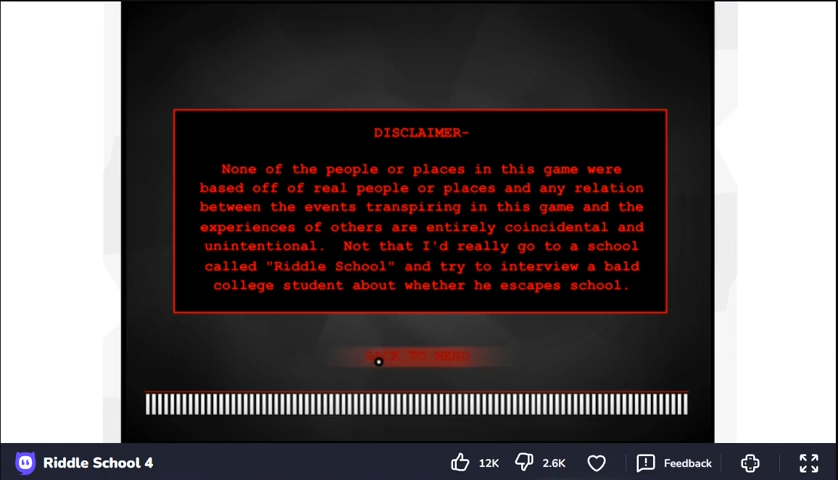 DISCLAIMER-
None of the people or places in this game were
based off of real people or places and any relation
between the events transpiring in this game and the
experiences of others are entirely coincidental and
unintentional.  Not that I'd really go to a school
called "Riddle School" and try to interview a bald
college student about whether he escapes school.
BACK TO MENU
Riddle School 4
12K
2.6K
Feedback